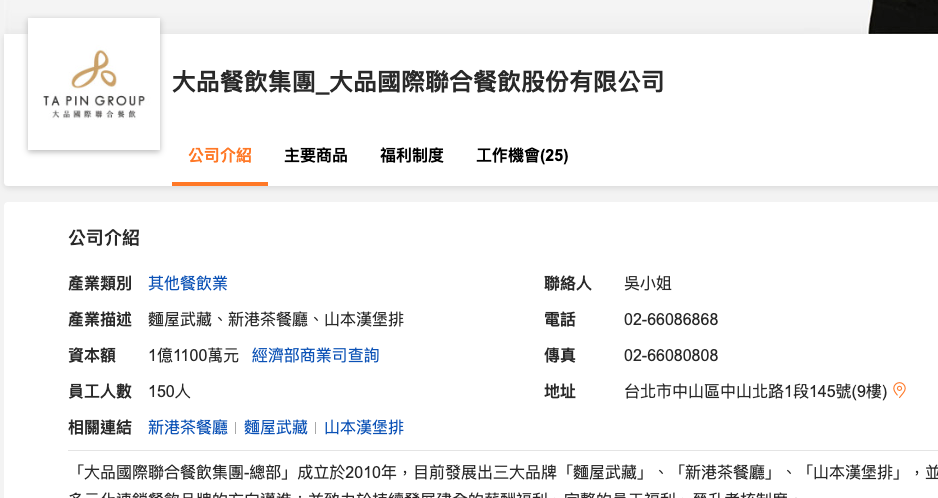 TA PIN GROUP
大品國際聯合餐飲
大品餐飲集團_大品國際聯合餐飲股份有限公司
公司介紹 主要商品 福利制度 工作機會(25)
公司介紹
產業類別 其他餐飲業 聯絡人 吳小姐
產業描述 麵屋武藏、新港茶餐廳、山本漢堡排 電話 02-66086868
資本額 1億1100萬元 經濟部商業司查詢 傳真 02-66080808
員工人數 150人 地址 台北市中山區中山北路1段145號(9樓)
相關連結 新港茶餐廳 | 麵屋武藏 | 山本漢堡排
「大品國際聯合餐飲集團-總部」成立於2010年，目前發展出三大品牌「麵屋武藏」、「新港茶餐廳」、「山本漢堡排」，並